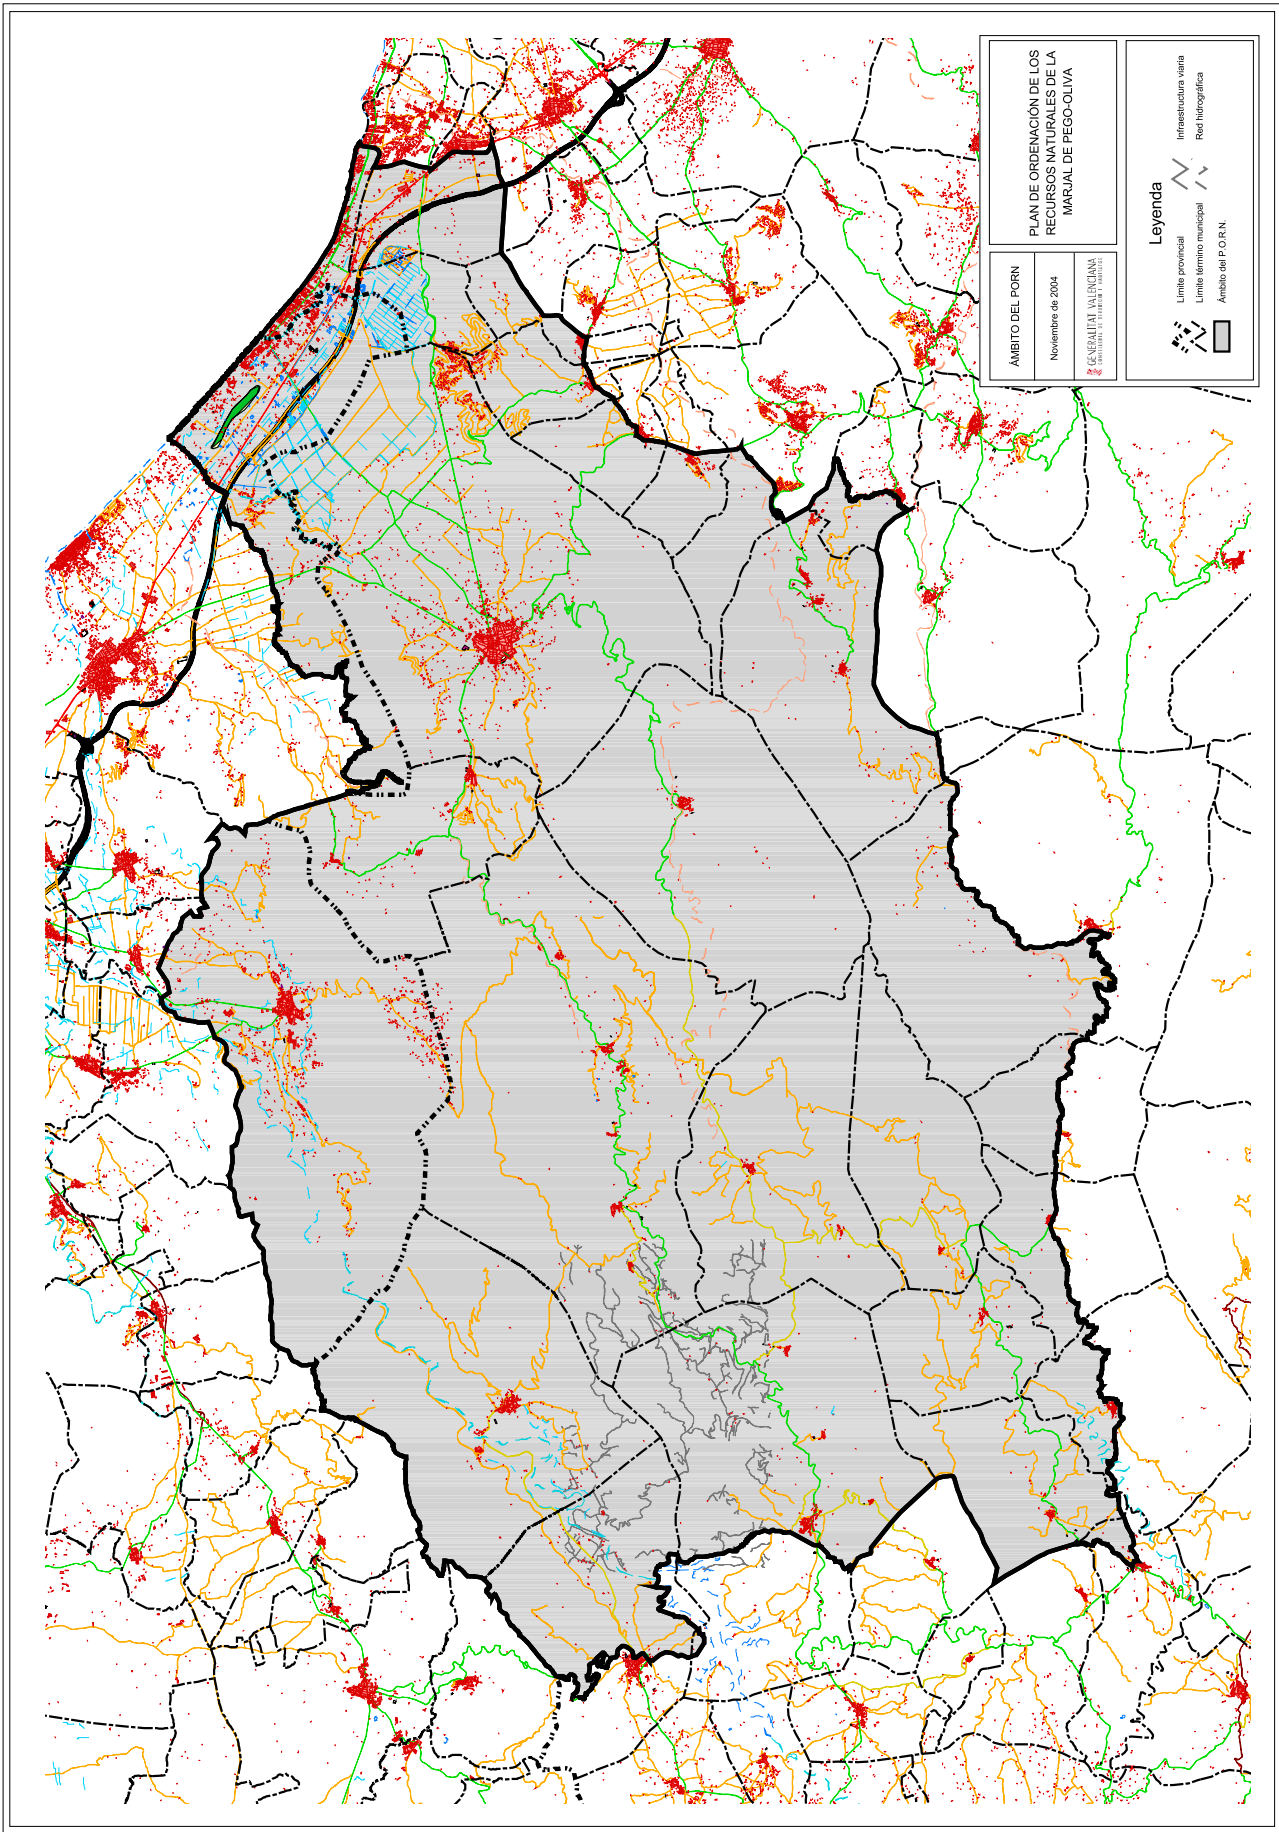 PLAN DE ORDENACIÓN DE LOS
RECURSOS NATURALES DE LA
MARJAL DE PEGO-OLIVA
ÁMBITO DEL PORN
Noviembre de 2004
GENERALITAT VALENCIANA
Leyenda
Límite provincial
Límite término municipal
Ámbito del P.O.R.N.
Infraestructura viaria
Red hidrográfica